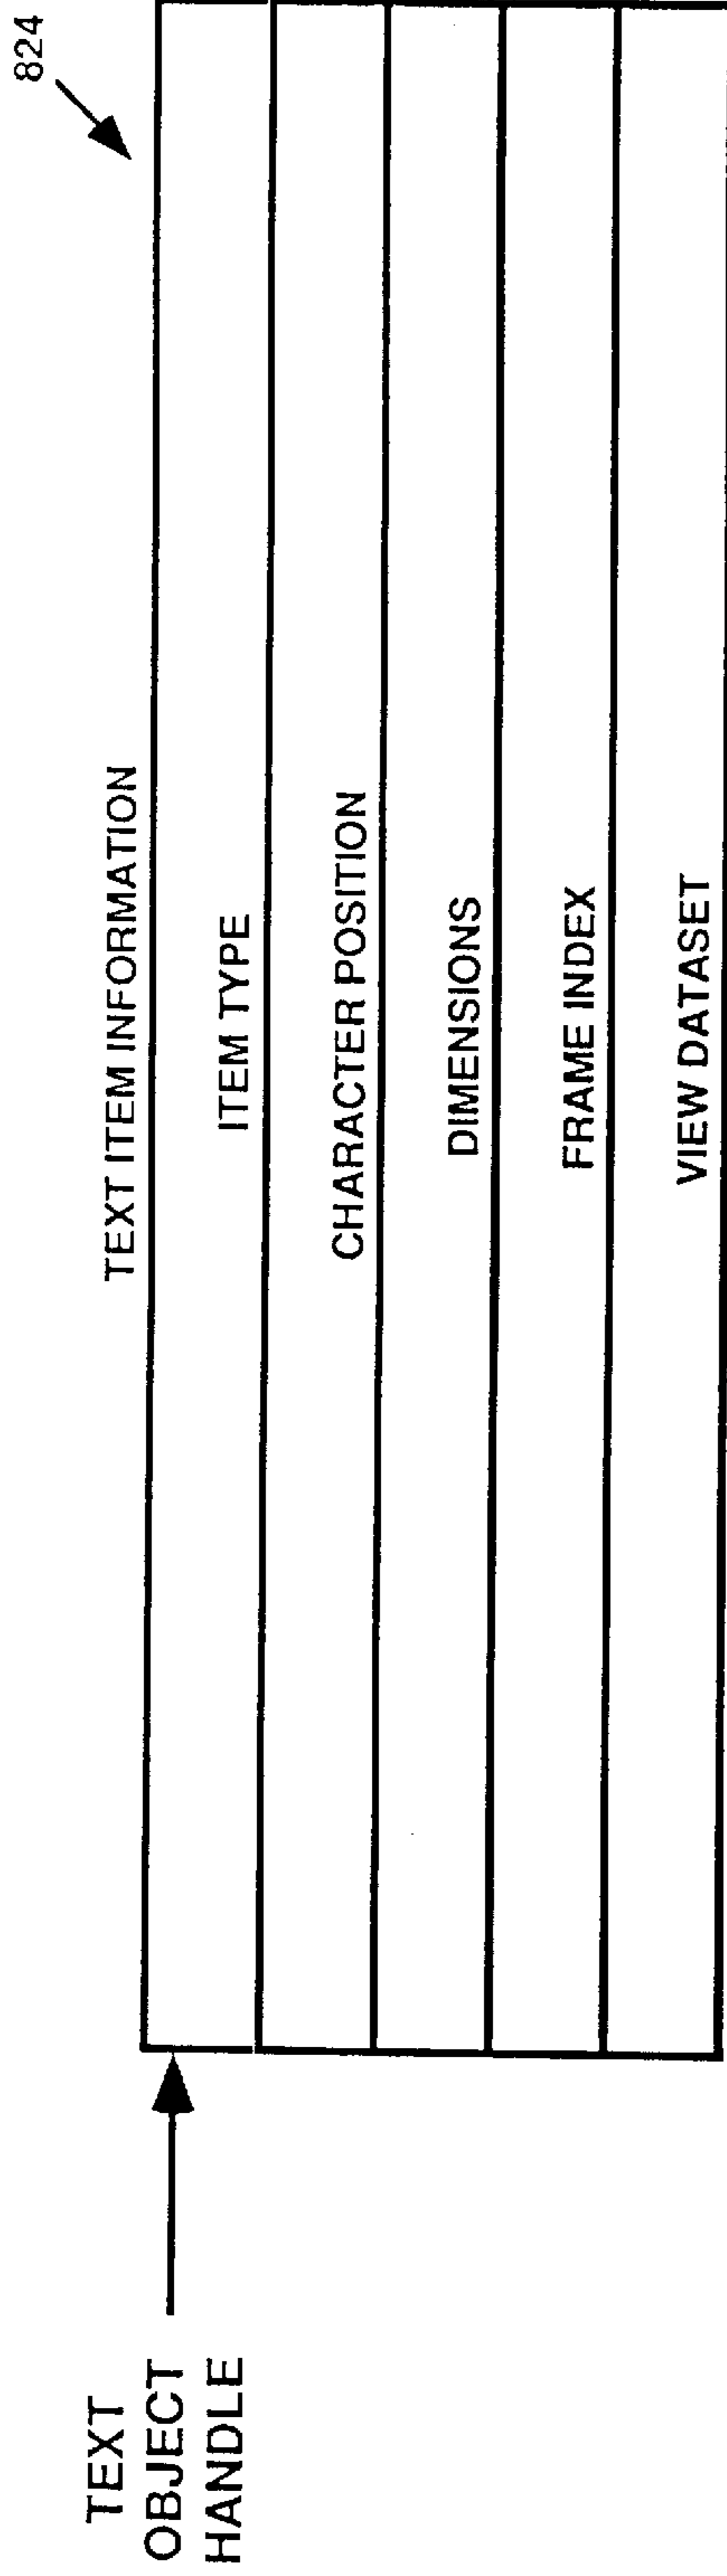 824
TEXT ITEM INFORMATION
TEXT
OBJECT
HANDLE
ITEM TYPE
CHARACTER POSITION
DIMENSIONS
FRAME INDEX
VIEW DATASET